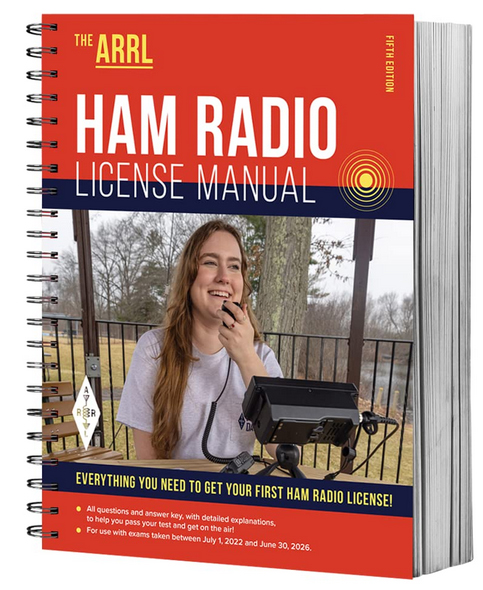 THE ARRL
FIFTH EDITION
HAM RADIO
LICENSE MANUAL
A
R R
L
EVERYTHING YOU NEED TO GET YOUR FIRST HAM RADIO LICENSE!
All questions and answer key, with detailed explanations,
to help you pass your test and get on the air!
For use with exams taken between July 1, 2022 and June 30, 2026.